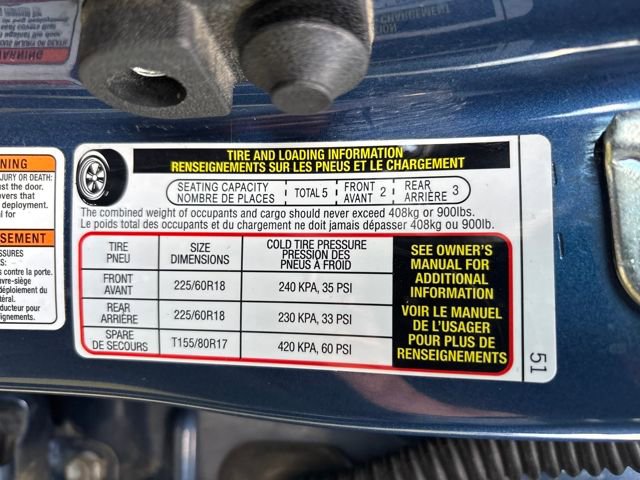 NING
JURY OR DEATH:
ust the door.
overs that
deployment.
al for
SEMENT
SSURES
ES:
s contre la porte.
uvre-siège
déploiement du
téral.
nducteur pour
ignements.
TIRE AND LOADING INFORMATION
RENSEIGNEMENTS SUR LES PNEUS ET LE CHARGEMENT
SEATING CAPACITY
NOMBRE DE PLACES
TOTAL 5
FRONT
AVANT 2
REAR
ARRIÈRE 3
The combined weight of occupants and cargo should never exceed 408kg or 900lbs.
Le poids total des occupants et du chargement ne doit jamais dépasser 408kg ou 900lb.
TIRE
PNEU
SIZE
DIMENSIONS
COLD TIRE PRESSURE
PRESSION DES
PNEUS À FROID
FRONT
AVANT
225/60R18
240 KPA, 35 PSI
REAR
ARRIÈRE
225/60R18
230 KPA, 33 PSI
SPARE
DE SECOURS
T155/80R17
420 KPA, 60 PSI
SEE OWNER'S
MANUAL FOR
ADDITIONAL
INFORMATION
VOIR LE MANUEL
DE L'USAGER
POUR PLUS DE
RENSEIGNEMENTS
51